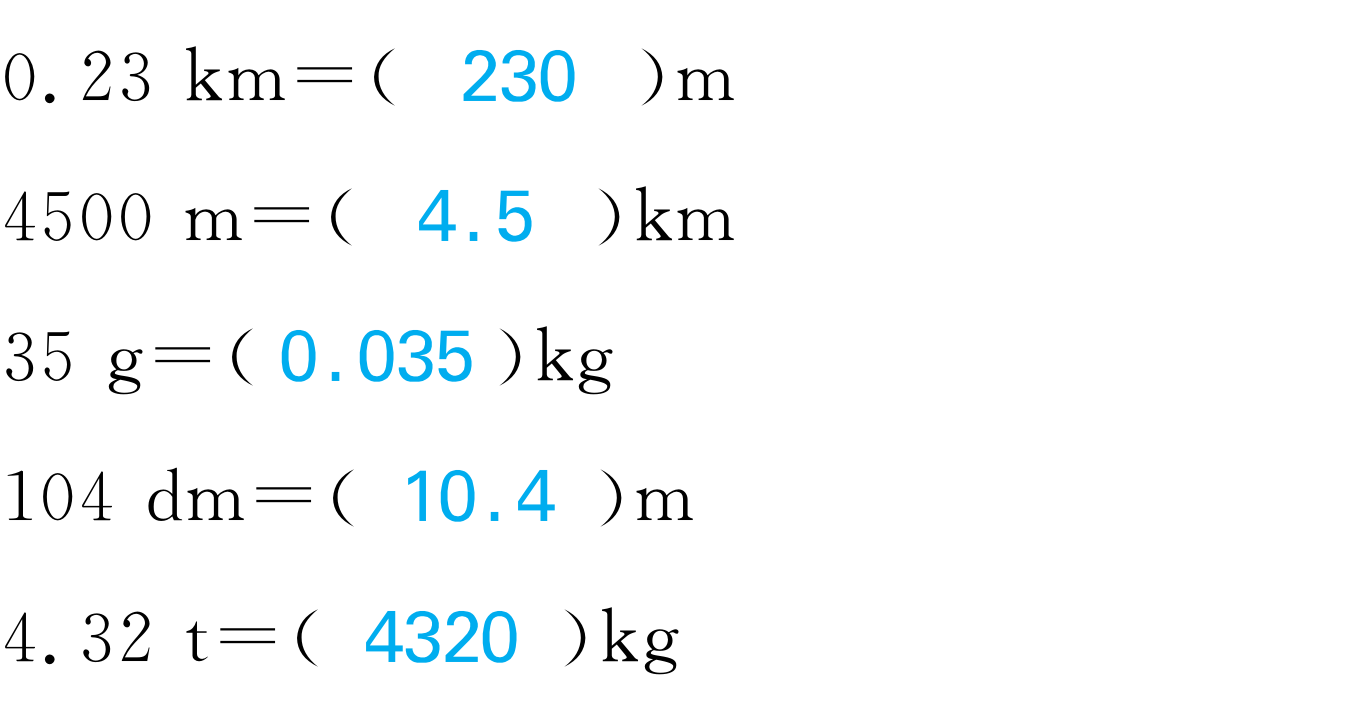 0.23 km=( 230 )m
4500 m=( 4.5 )km
35 g=( 0.035 )kg
104 dm=( 10.4 )m
4.32 t=( 4320 )kg